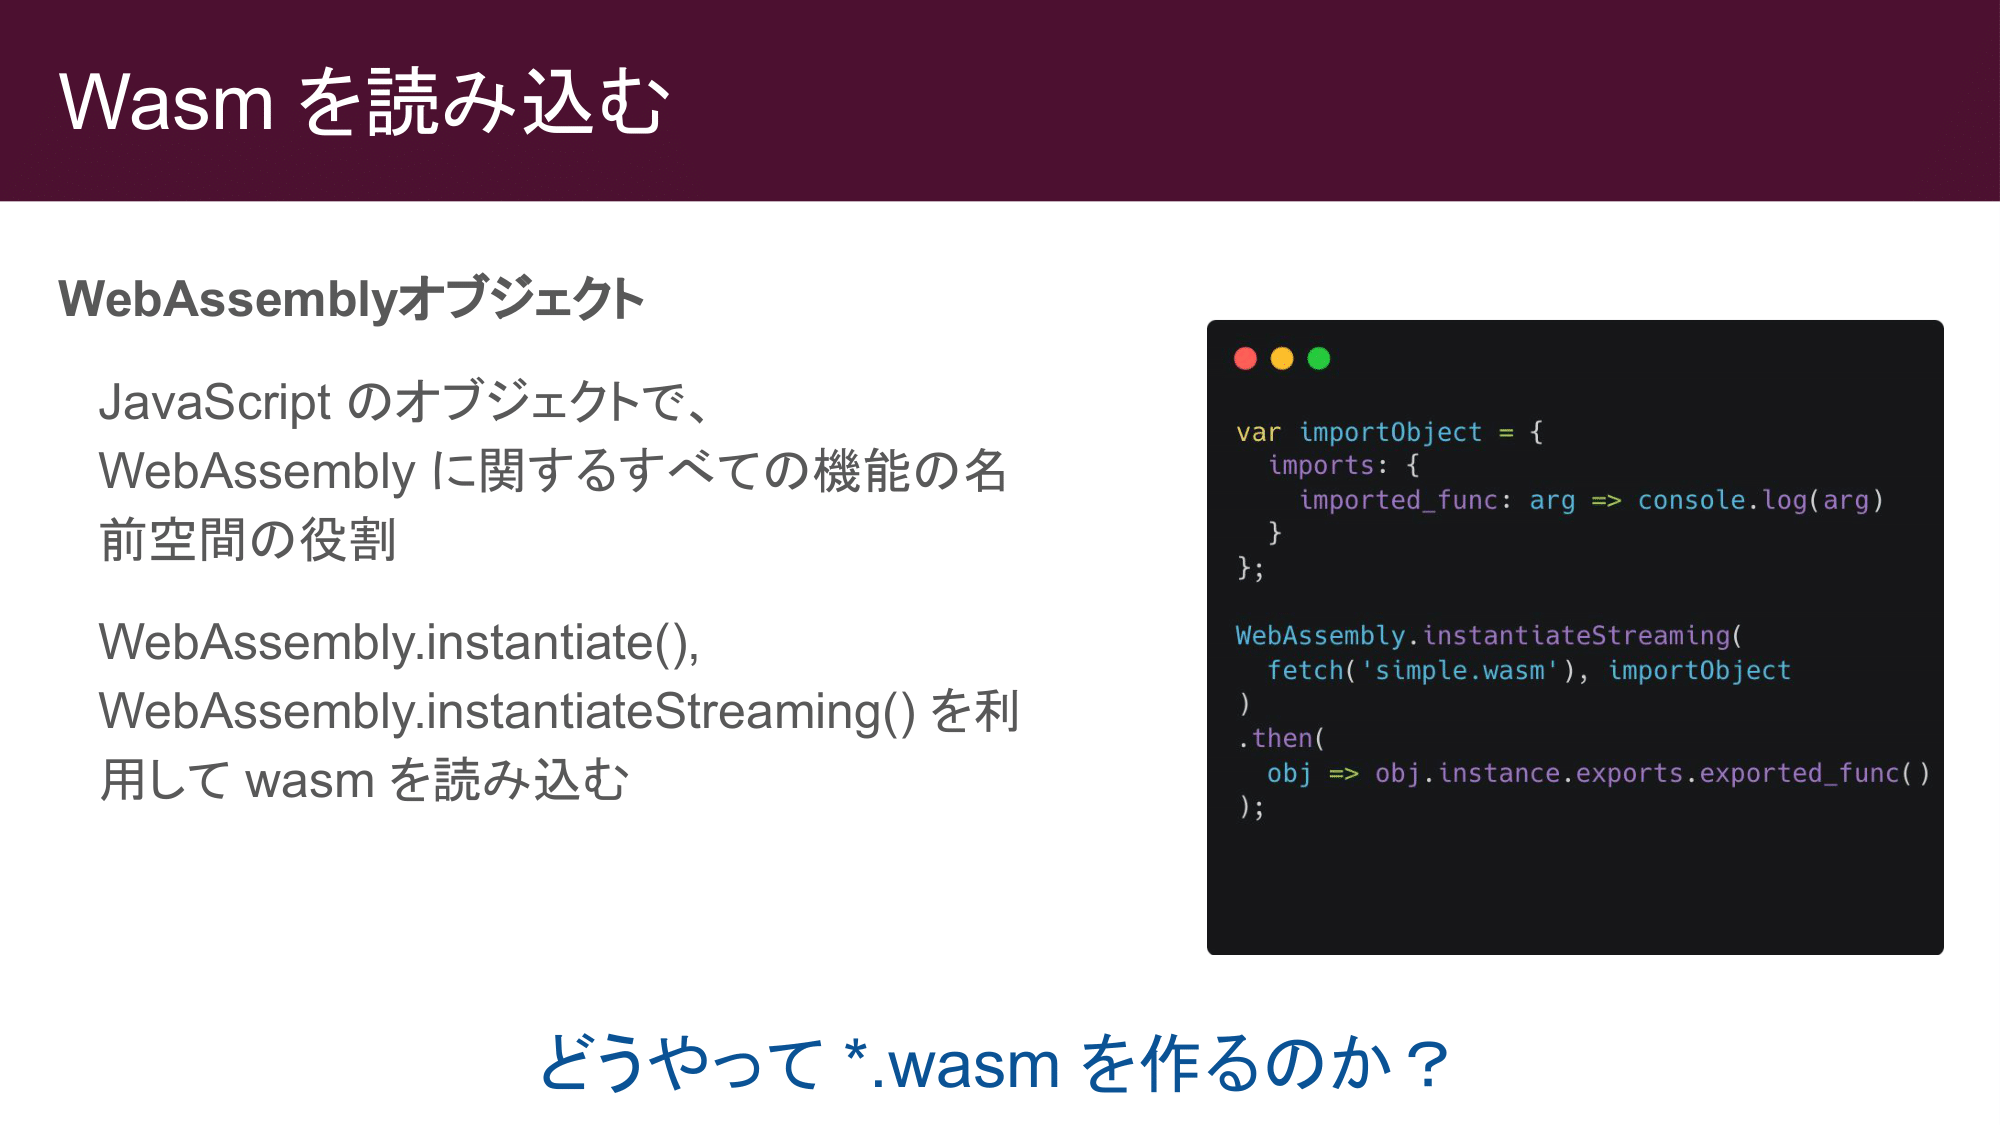 Wasm を読み込む
WebAssemblyオブジェクト
JavaScript のオブジェクトで、
WebAssembly に関するすべての機能の名
前空間の役割
WebAssembly.instantiate(),
WebAssembly.instantiateStreaming() を利
用して wasm を読み込む
var importObject = {
  imports: {
    imported_func: arg => console.log(arg)
  }
};
WebAssembly.instantiateStreaming(
  fetch('simple.wasm'), importObject
)
.then(
  obj => obj.instance.exports.exported_func()
);
どうやって *.wasm を作るのか？